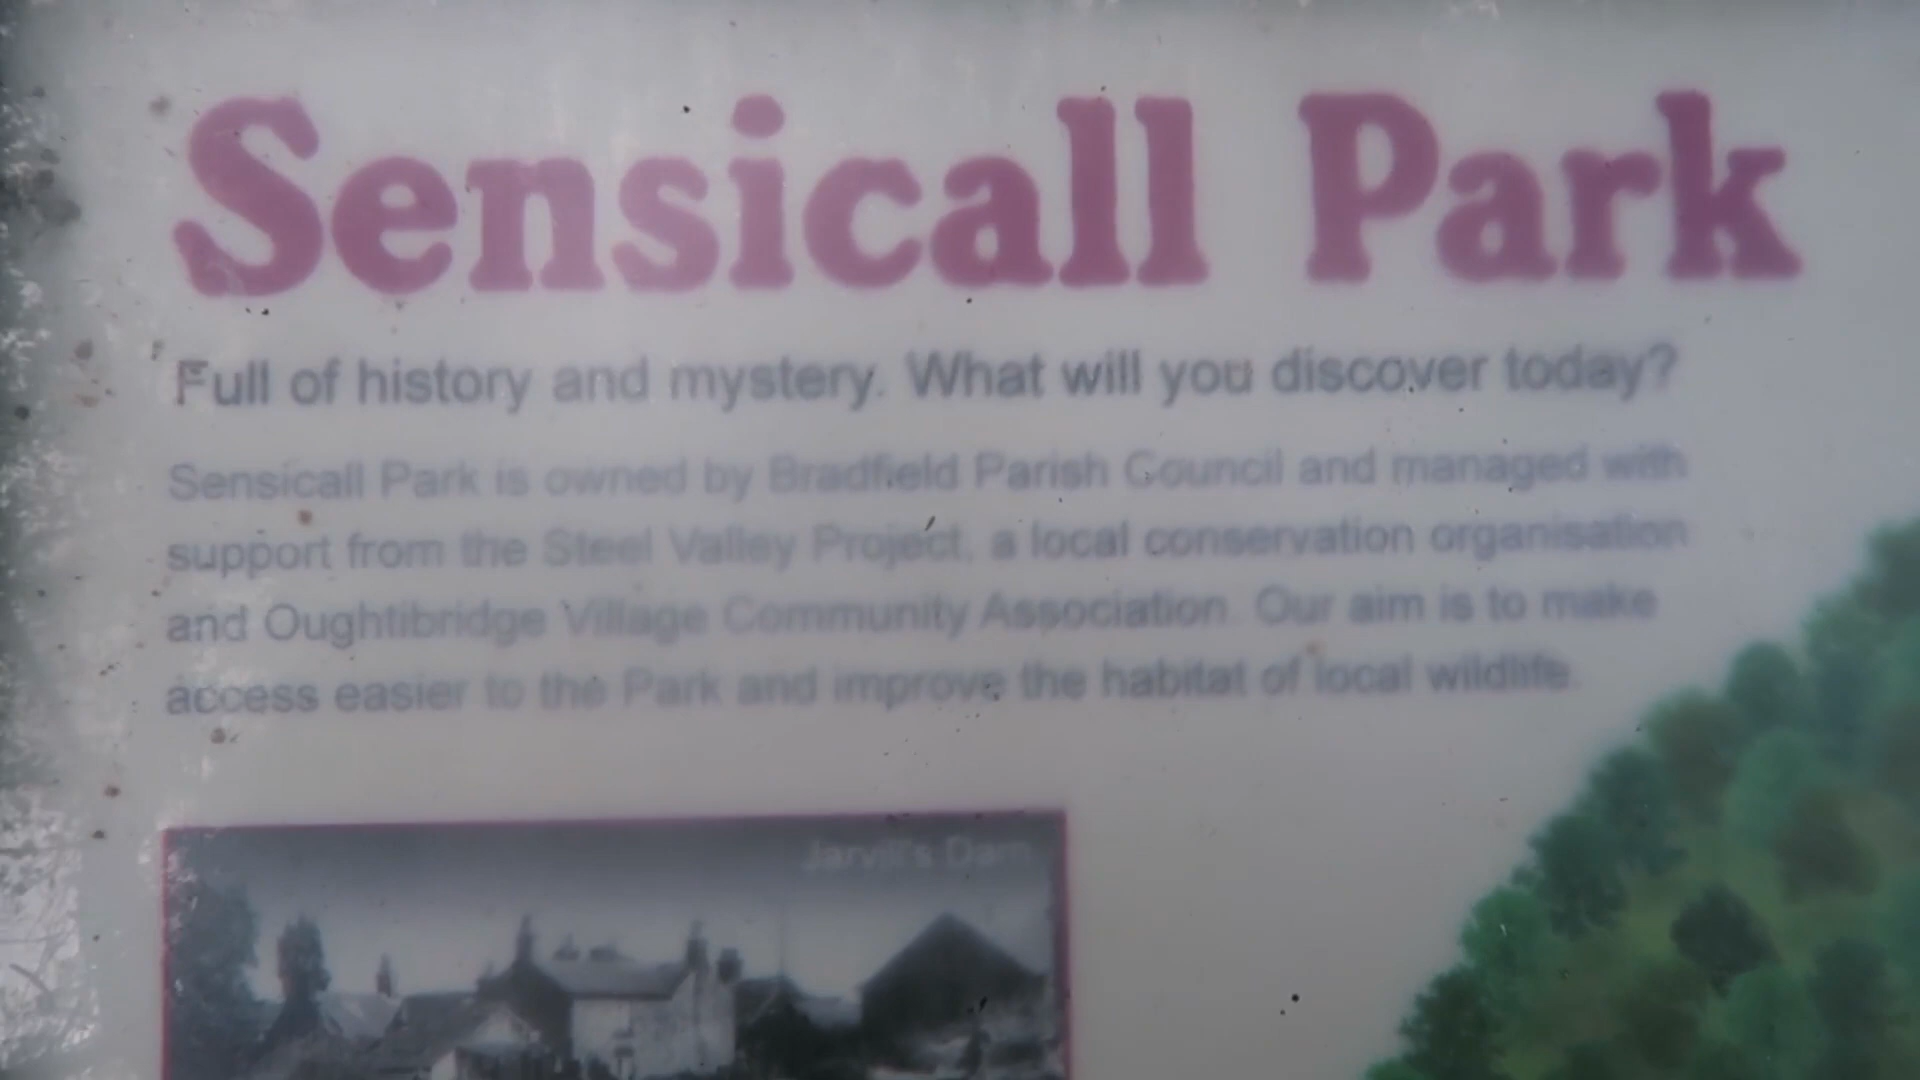 Sensicall Park
Full of history and mystery. What will you discover today?
Sensicall Park is owned by Bradfield Parish Council and managed with
support from the Steel Valley Project, a local conservation organisation
and Oughtibridge Village Community Association. Our aim is to make
access easier to the Park and improve the habitat of local wildlife.
Dam